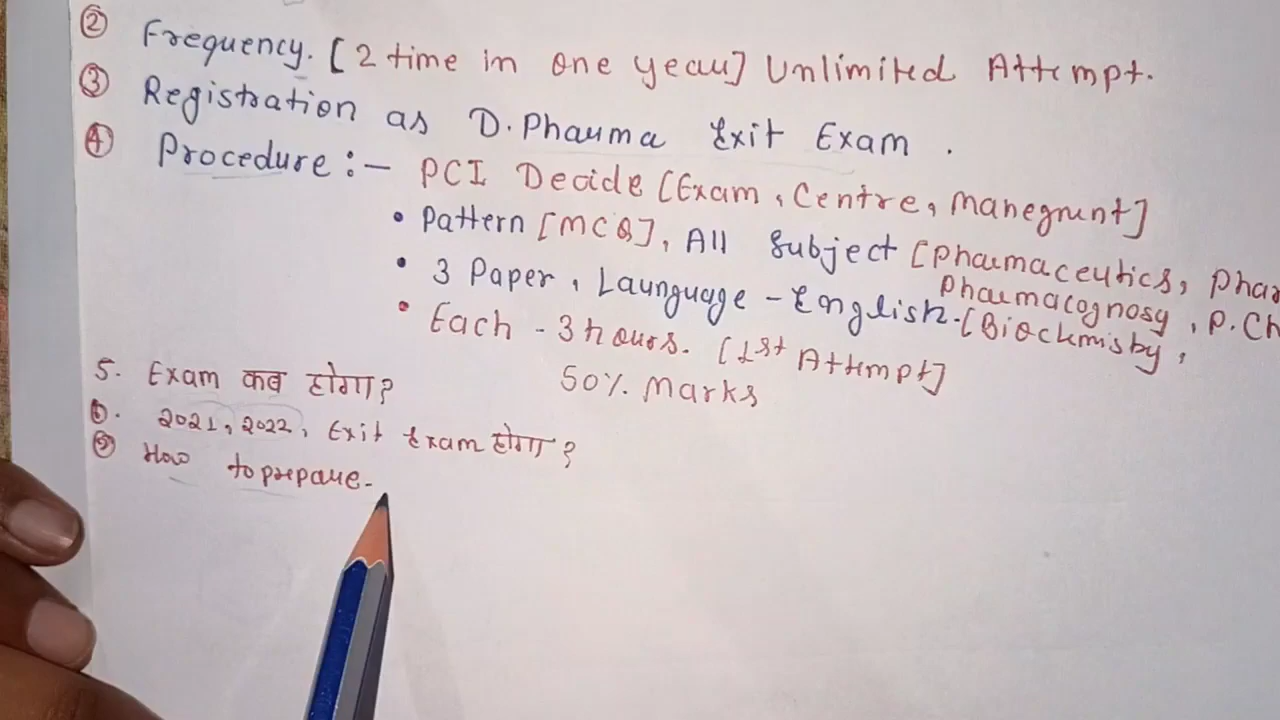 ② Frequency. [2 time in one year] Unlimited Attempt.
③ Registration as D.Pharma Exit Exam.
④ Procedure :- PCI Decide [Exam, Centre, Manegmnt]
• Pattern [MCQ], All Subject [Pharmaceutics, Phar
Pharmacognosy, P.Ch
• 3 Paper, Launguage - English. [Biochmisby,
• Each - 3 hours. [1st Attempt]
50% Marks
5. Exam कब होगा?
6. 2021, 2022, Exit Exam होगा?
⑦ How to prepare-